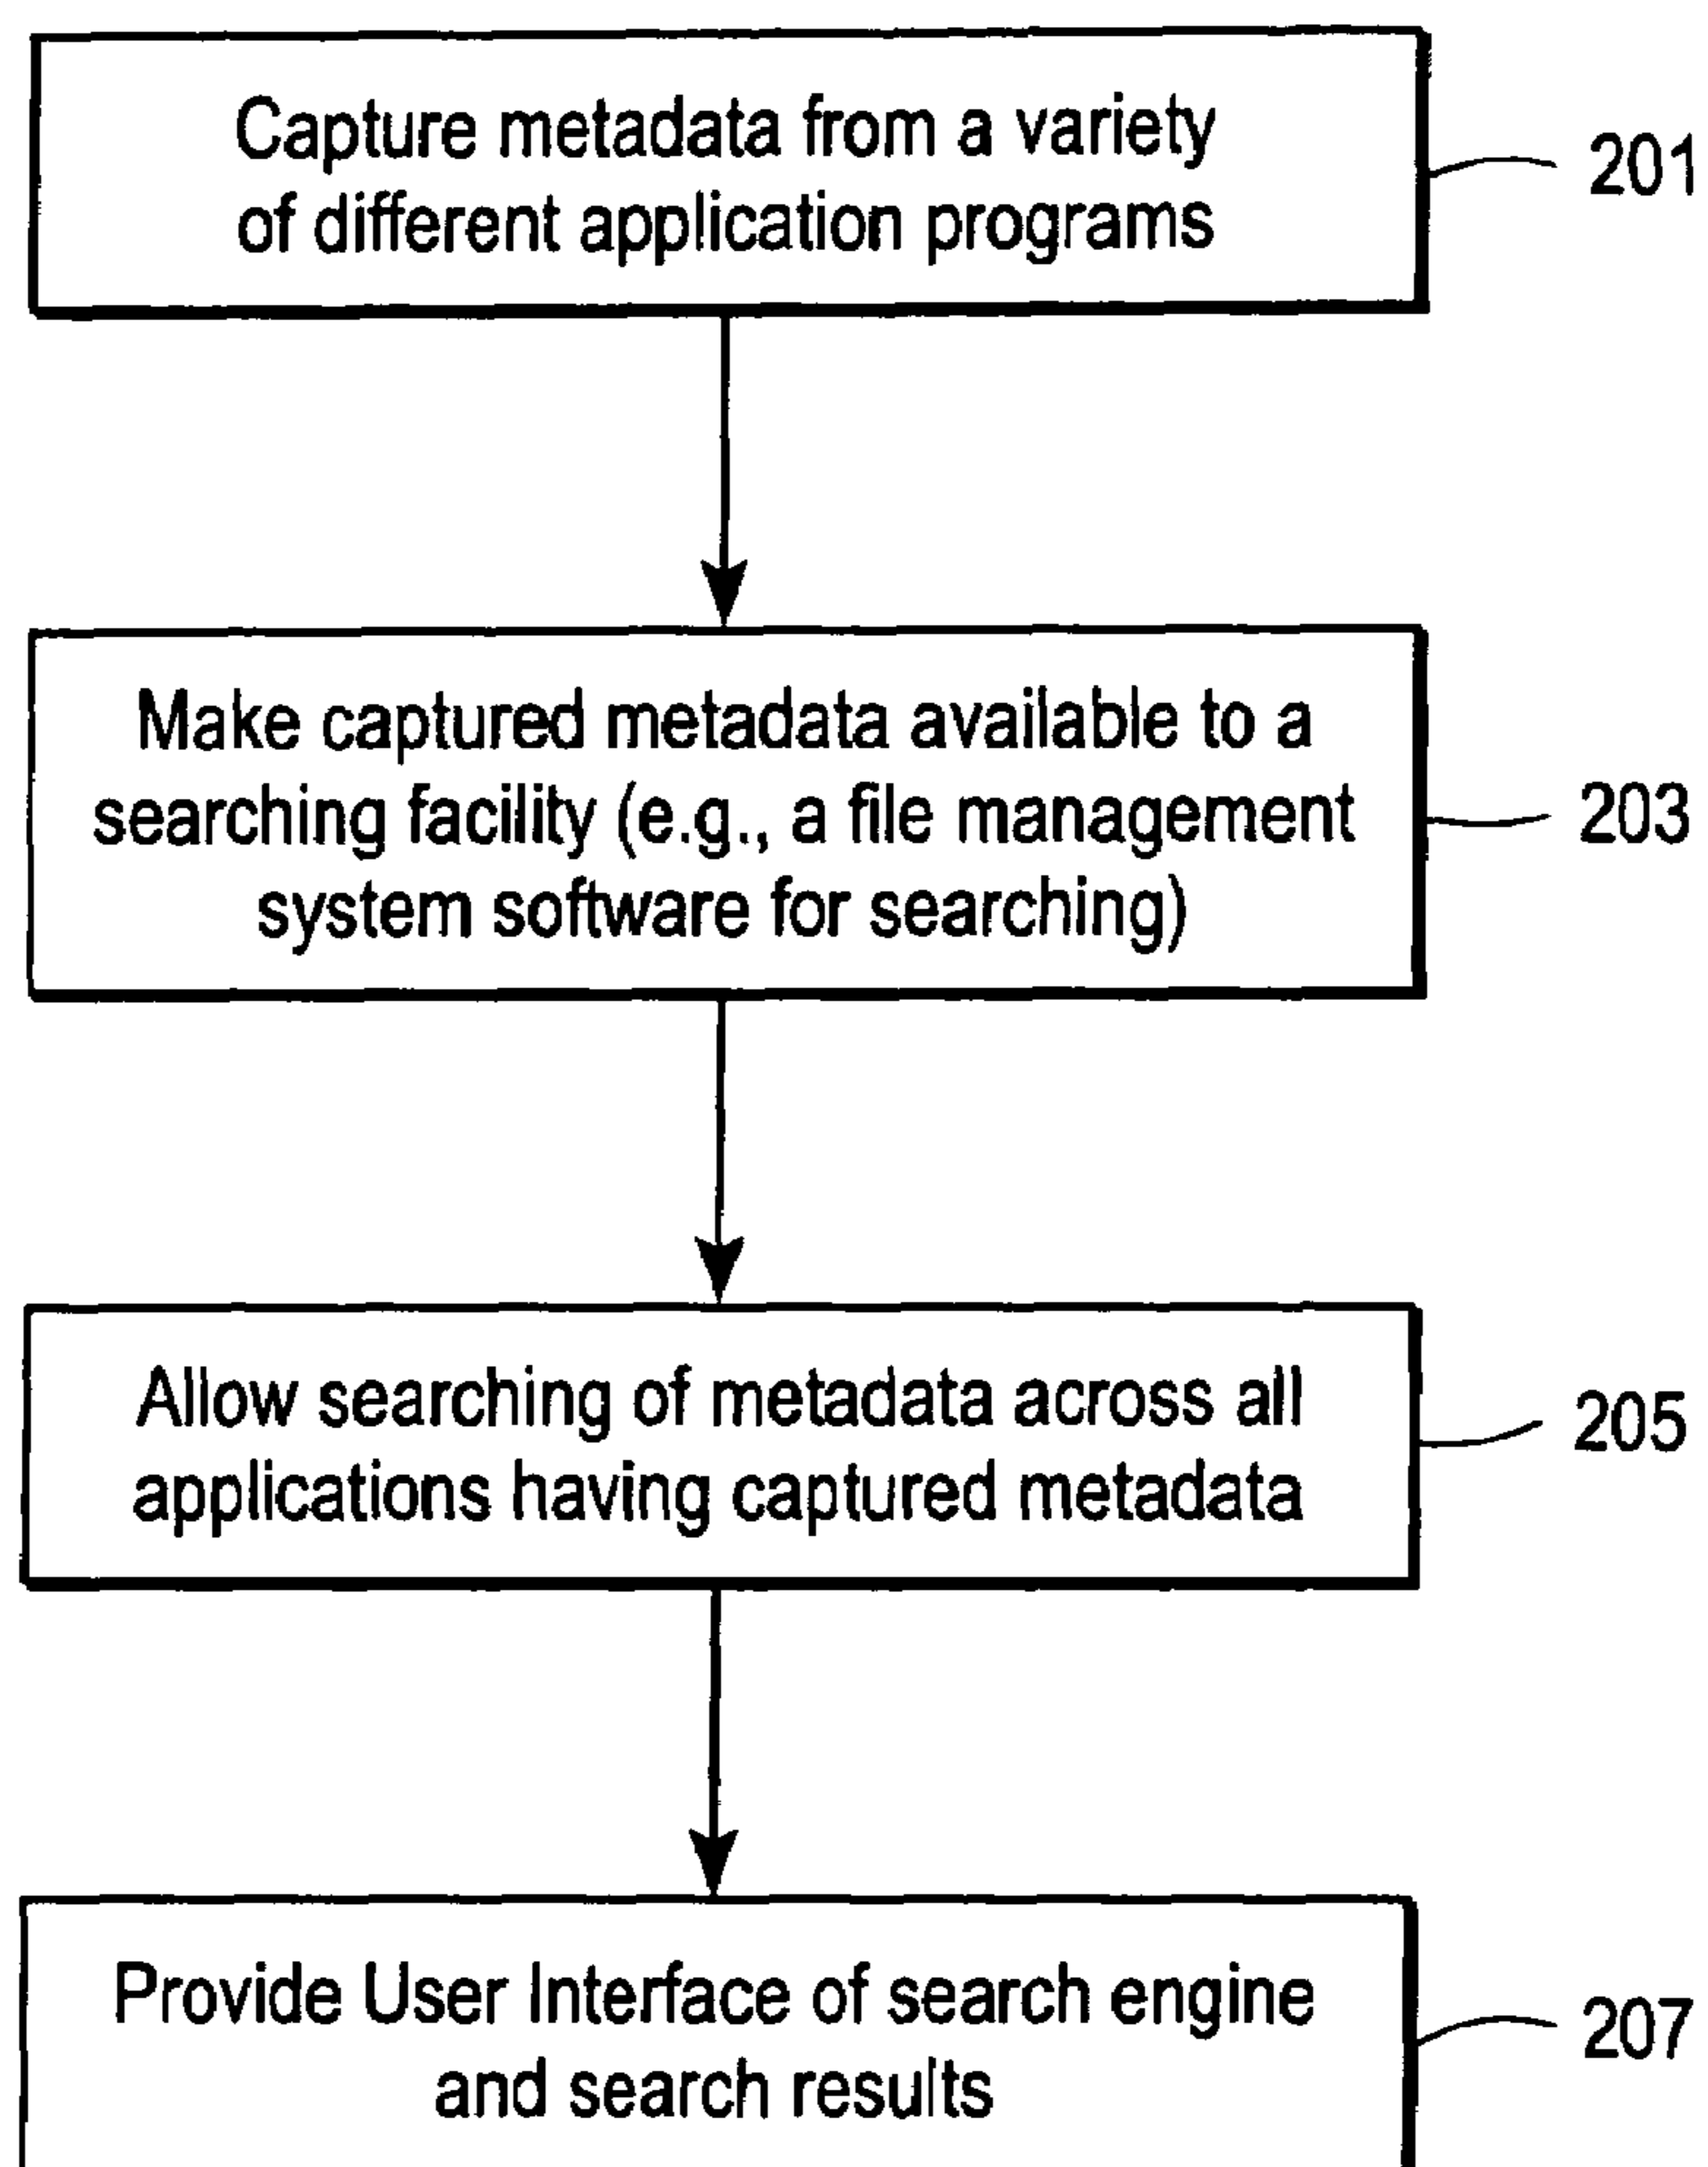 Capture metadata from a variety
of different application programs
201
Make captured metadata available to a
searching facility (e.g., a file management
system software for searching)
203
Allow searching of metadata across all
applications having captured metadata
205
Provide User Interface of search engine
and search results
207